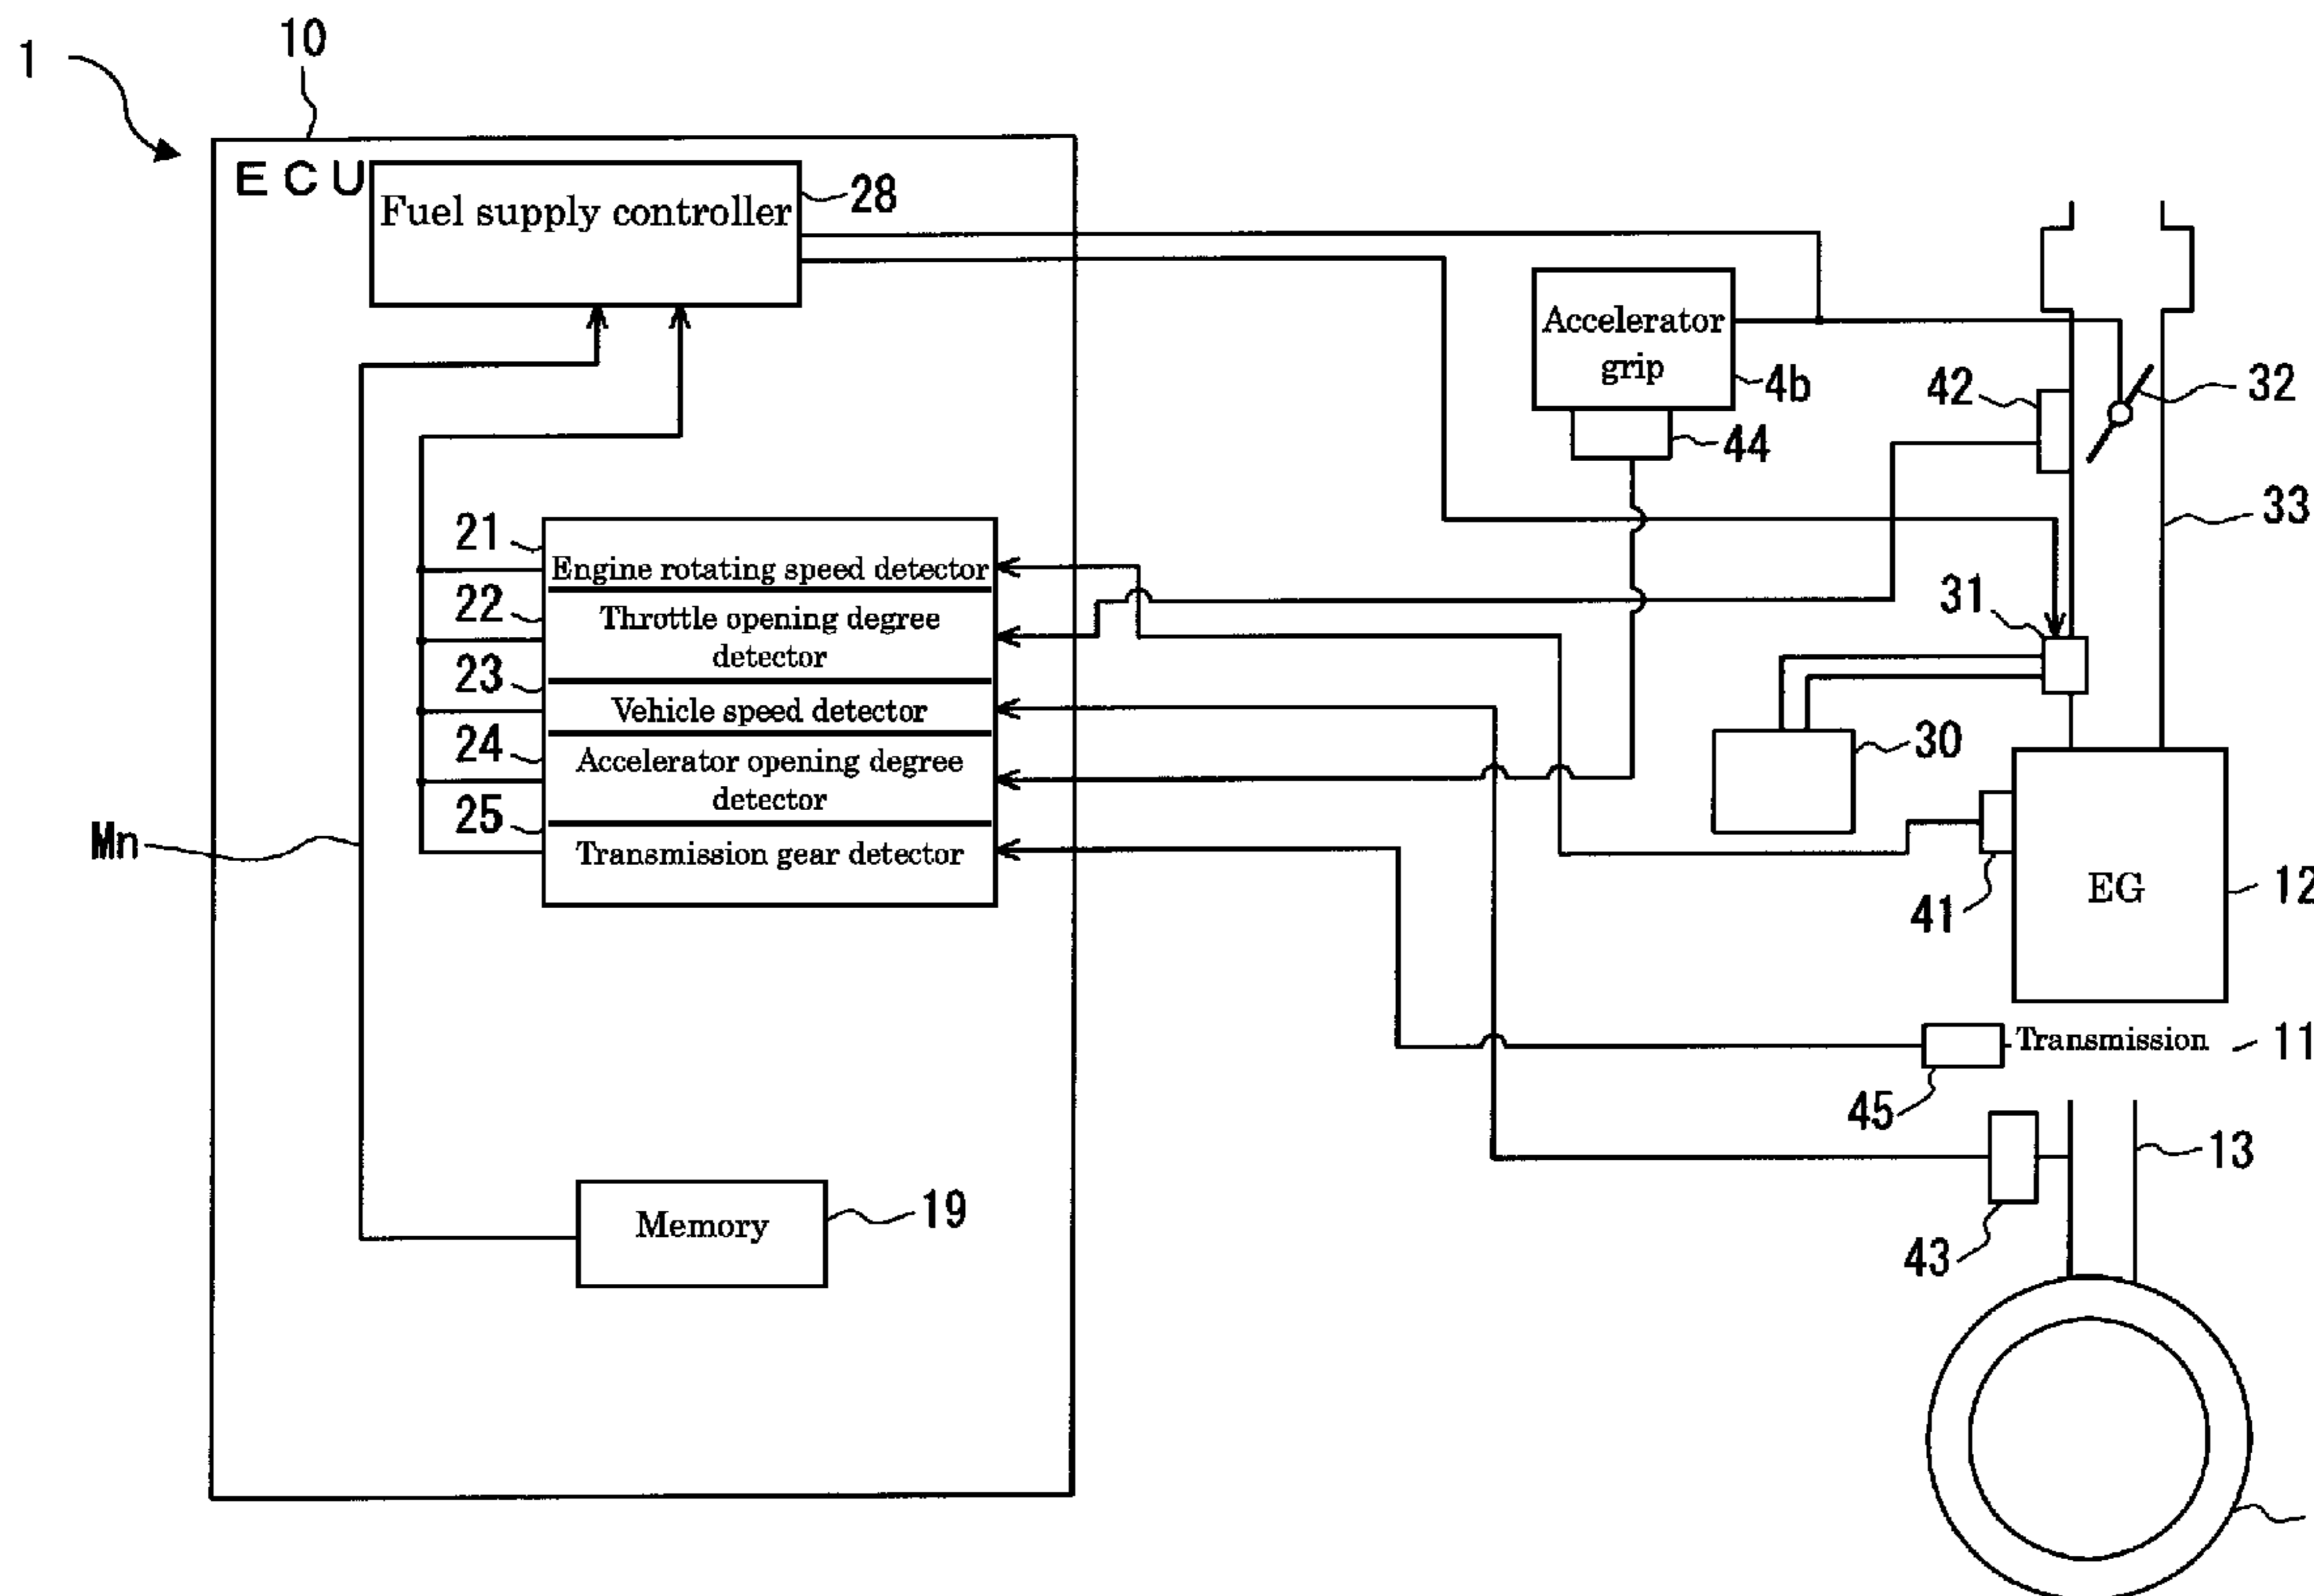 1
10
E C U
Fuel supply controller
28
Accelerator
grip
4b
44
42
32
33
21
Engine rotating speed detector
22
Throttle opening degree
detector
23
Vehicle speed detector
24
Accelerator opening degree
detector
25
Transmission gear detector
31
30
Mn
41
EG
12
Transmission
11
45
13
43
Memory
19